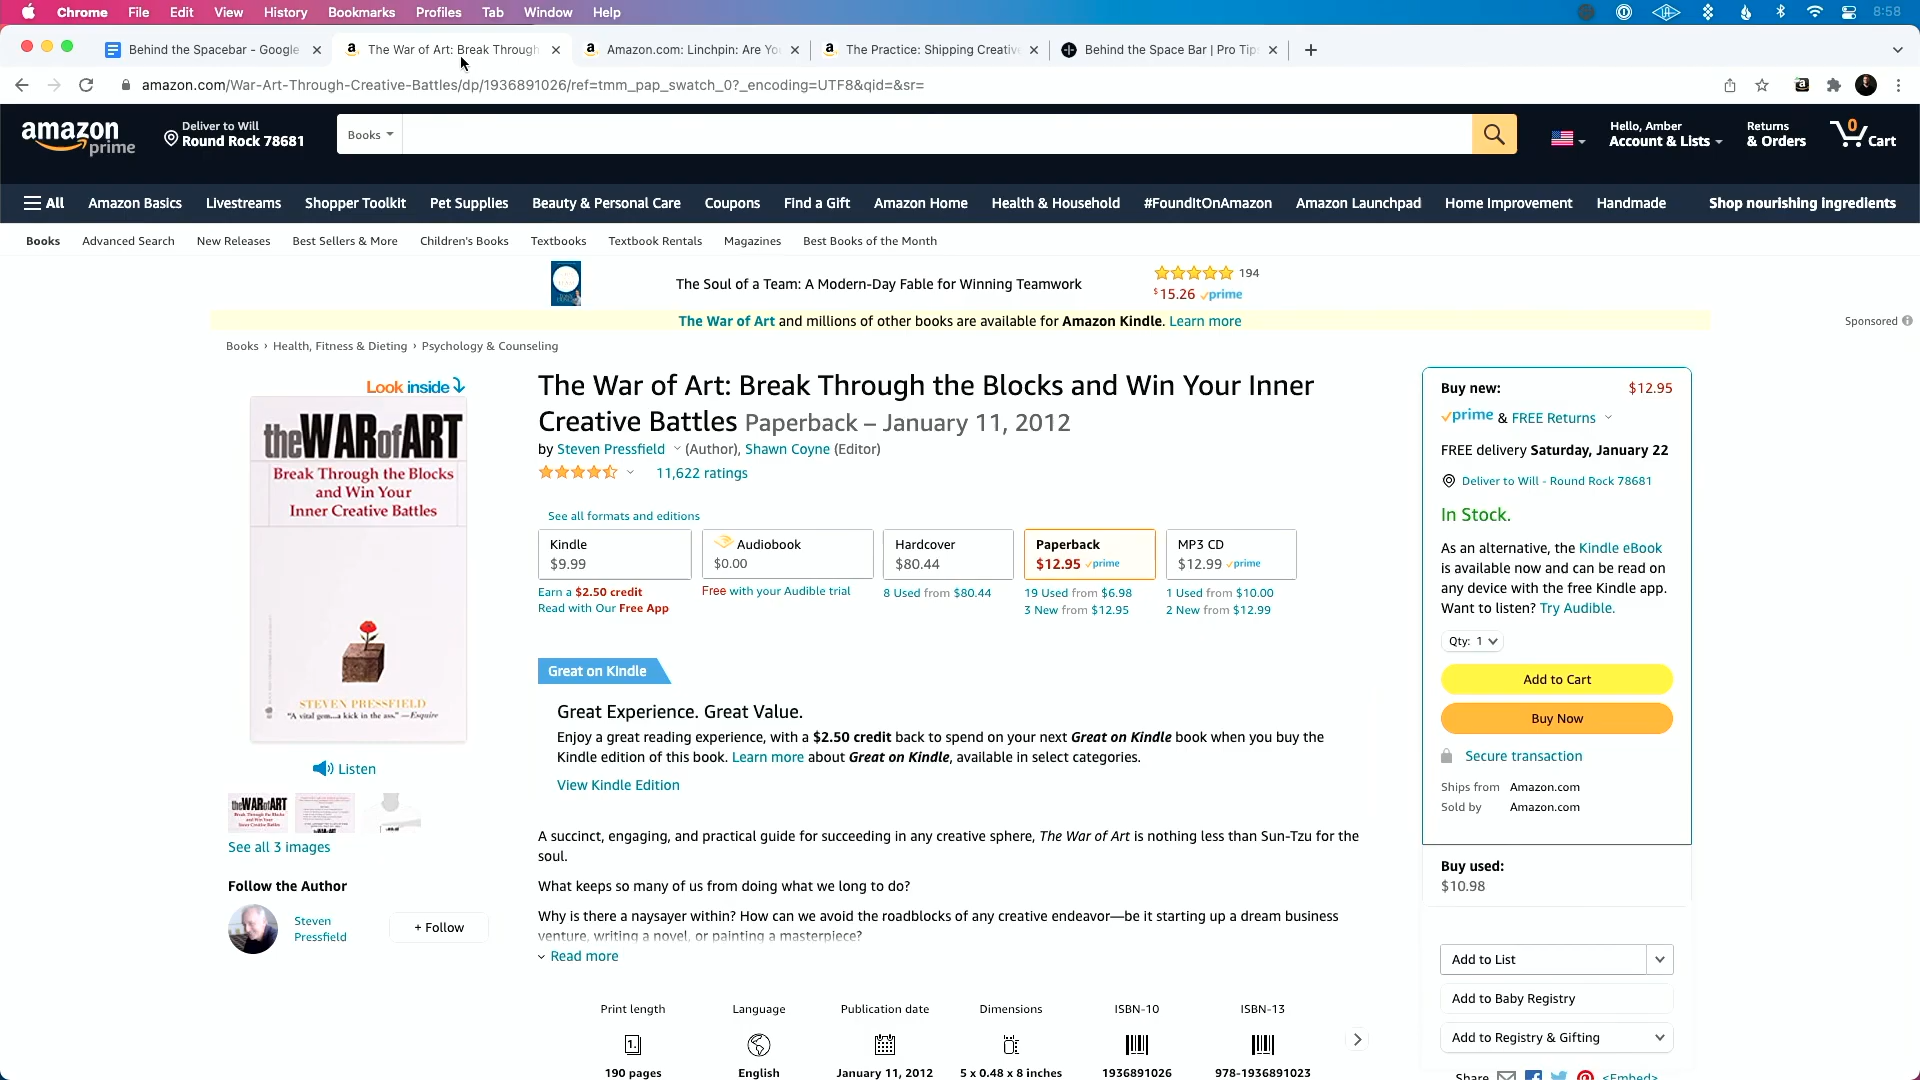 Chrome File Edit View History Bookmarks Profiles Tab Window Help 8:58
Behind the Spacebar - Google
The War of Art: Break Through
Amazon.com: Linchpin: Are Yo
The Practice: Shipping Creative
Behind the Space Bar | Pro Tip
amazon.com/War-Art-Through-Creative-Battles/dp/1936891026/ref=tmm_pap_swatch_0?_encoding=UTF8&qid=&sr=
amazon prime
Deliver to Will
Round Rock 78681
Books
Hello, Amber
Account & Lists
Returns
& Orders
0
Cart
All Amazon Basics Livestreams Shopper Toolkit Pet Supplies Beauty & Personal Care Coupons Find a Gift Amazon Home Health & Household #FoundItOnAmazon Amazon Launchpad Home Improvement Handmade Shop nourishing ingredients
Books Advanced Search New Releases Best Sellers & More Children's Books Textbooks Textbook Rentals Magazines Best Books of the Month
The Soul of a Team: A Modern-Day Fable for Winning Teamwork
194
$15.26 prime
The War of Art and millions of other books are available for Amazon Kindle. Learn more
Sponsored
Books › Health, Fitness & Dieting › Psychology & Counseling
Look inside
the WAR of ART
Break Through the Blocks
and Win Your
Inner Creative Battles
STEVEN PRESSFIELD
"A vital gem...a kick in the ass." —Esquire
Listen
See all 3 images
Follow the Author
Steven
Pressfield
+ Follow
The War of Art: Break Through the Blocks and Win Your Inner
Creative Battles Paperback – January 11, 2012
by Steven Pressfield (Author), Shawn Coyne (Editor)
11,622 ratings
See all formats and editions
Kindle
$9.99
Earn a $2.50 credit
Read with Our Free App
Audiobook
$0.00
Free with your Audible trial
Hardcover
$80.44
8 Used from $80.44
Paperback
$12.95 prime
19 Used from $6.98
3 New from $12.95
MP3 CD
$12.99 prime
1 Used from $10.00
2 New from $12.99
Great on Kindle
Great Experience. Great Value.
Enjoy a great reading experience, with a $2.50 credit back to spend on your next Great on Kindle book when you buy the
Kindle edition of this book. Learn more about Great on Kindle, available in select categories.
View Kindle Edition
A succinct, engaging, and practical guide for succeeding in any creative sphere, The War of Art is nothing less than Sun-Tzu for the
soul.
What keeps so many of us from doing what we long to do?
Why is there a naysayer within? How can we avoid the roadblocks of any creative endeavor—be it starting up a dream business
venture, writing a novel, or painting a masterpiece?
Read more
Print length
190 pages
Language
English
Publication date
January 11, 2012
Dimensions
5 x 0.48 x 8 inches
ISBN-10
1936891026
ISBN-13
978-1936891023
Buy new: $12.95
prime & FREE Returns
FREE delivery Saturday, January 22
Deliver to Will - Round Rock 78681
In Stock.
As an alternative, the Kindle eBook
is available now and can be read on
any device with the free Kindle app.
Want to listen? Try Audible.
Qty: 1
Add to Cart
Buy Now
Secure transaction
Ships from Amazon.com
Sold by Amazon.com
Buy used:
$10.98
Add to List
Add to Baby Registry
Add to Registry & Gifting
Share <Embed>